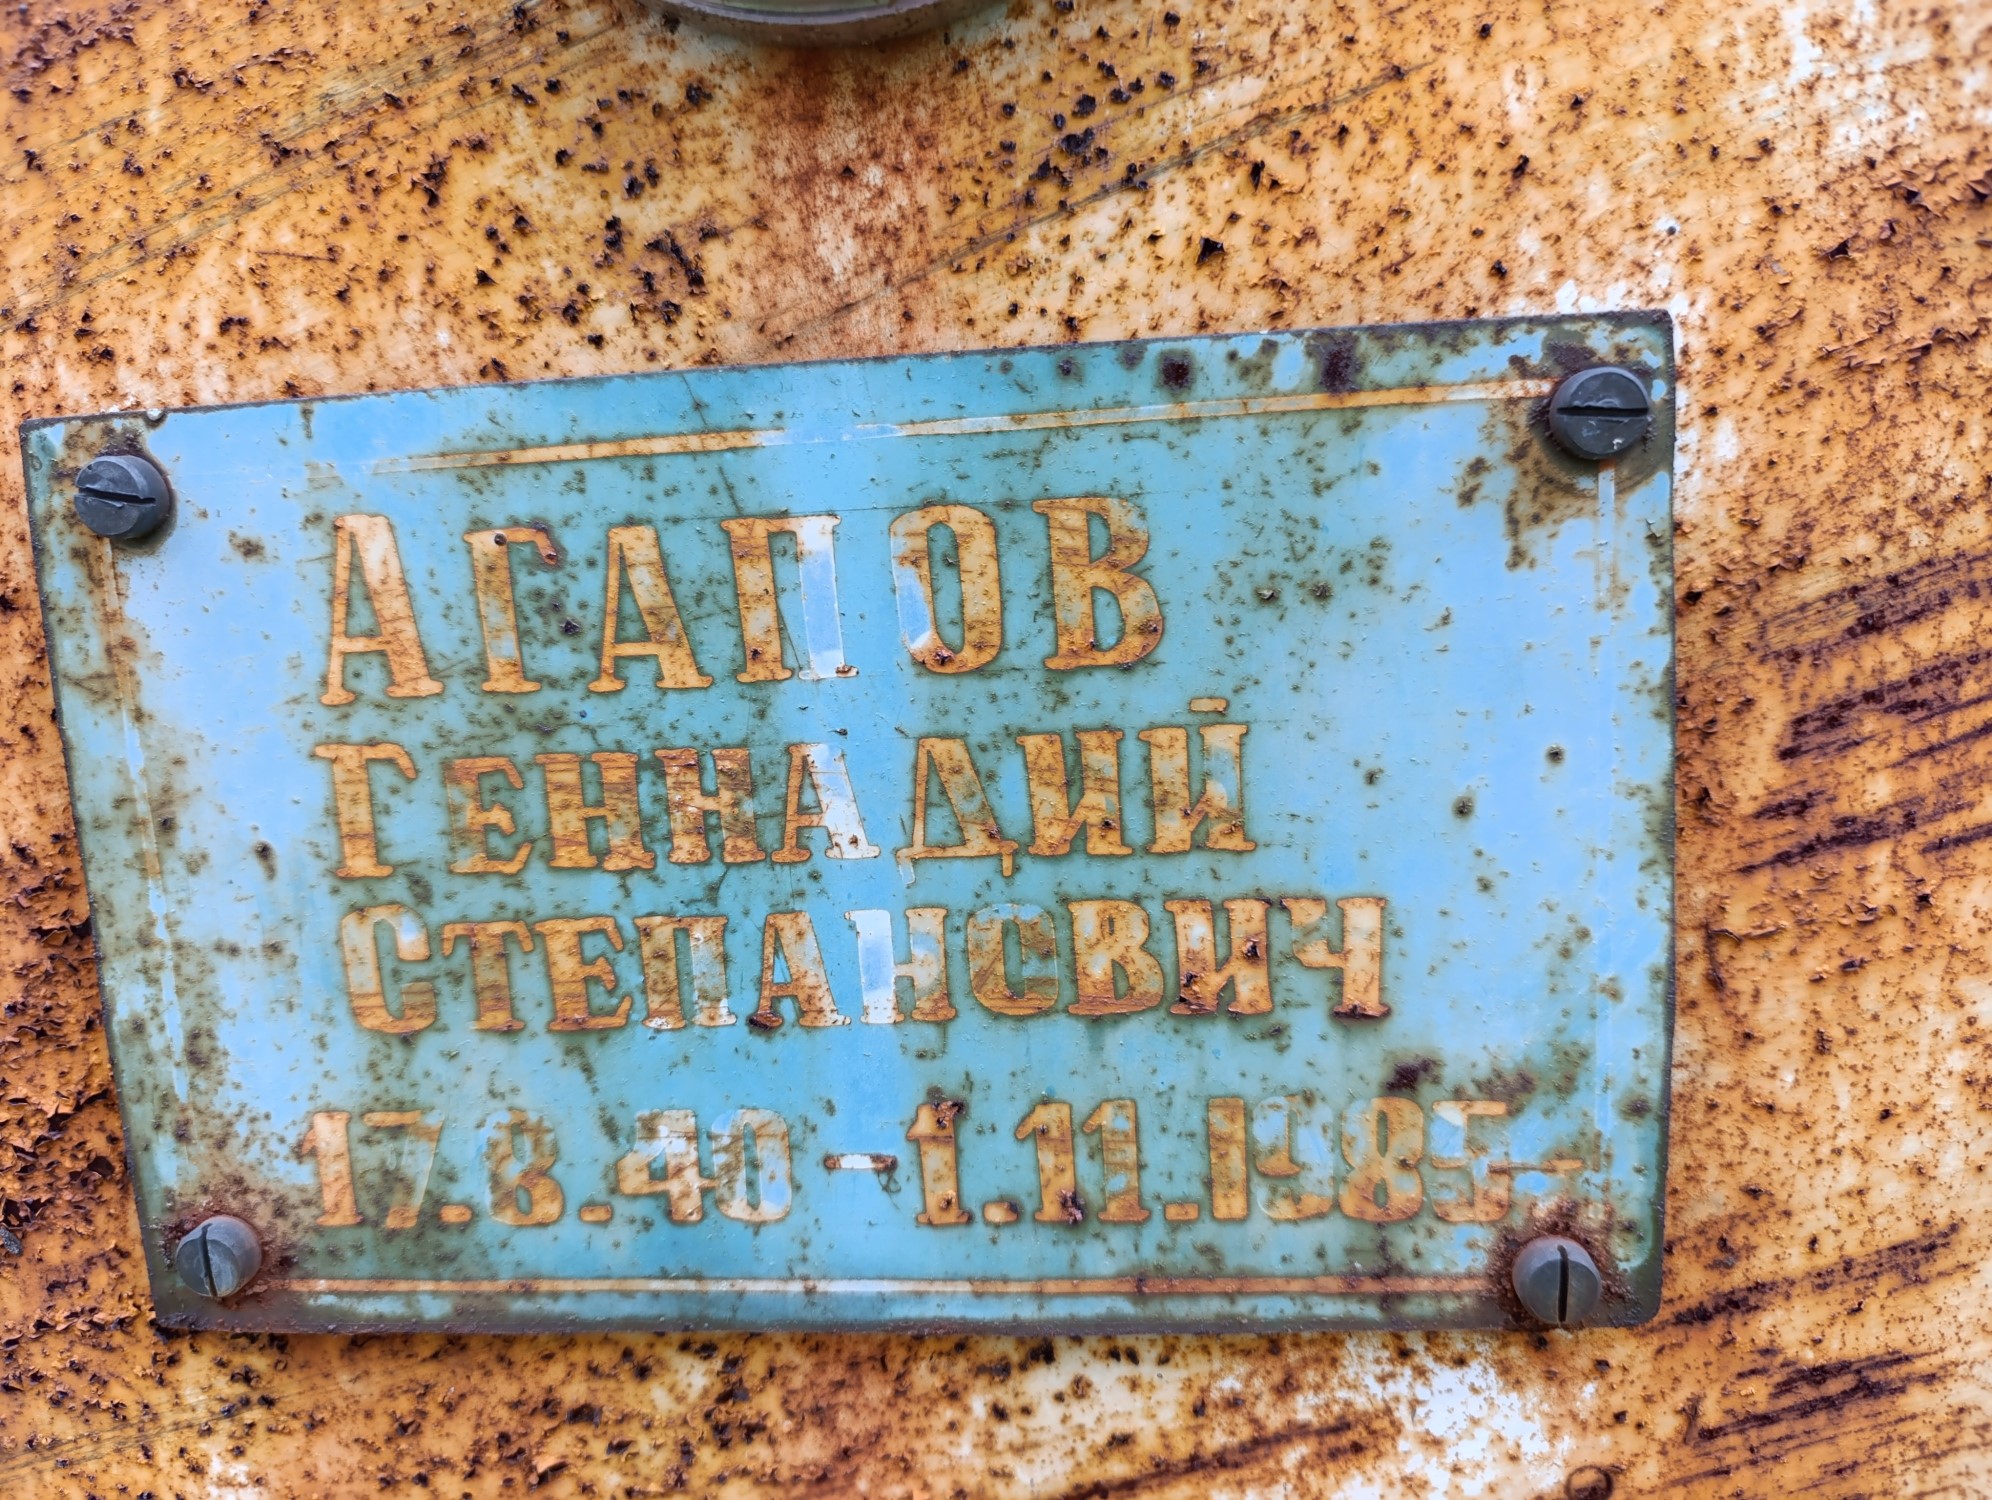 АГАПОВ
ГЕННАДИЙ
СТЕПАНОВИЧ
17.8.40 - 1.11.1985-